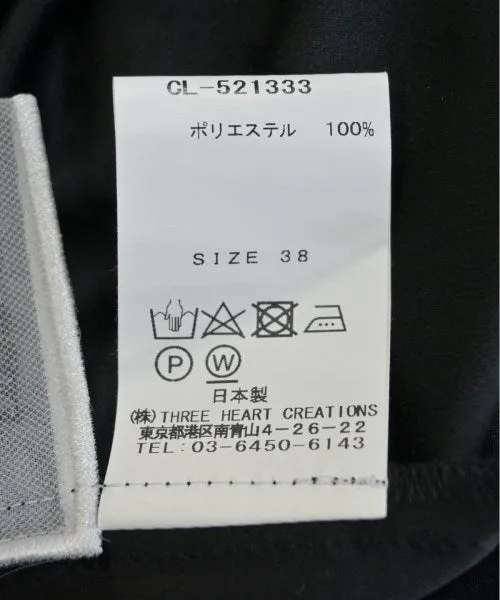 CL-521333
ポリエステル 100%
SIZE 38
P W
日本製
(株) THREE HEART CREATIONS
東京都港区南青山4-26-22
TEL:03-6450-6143